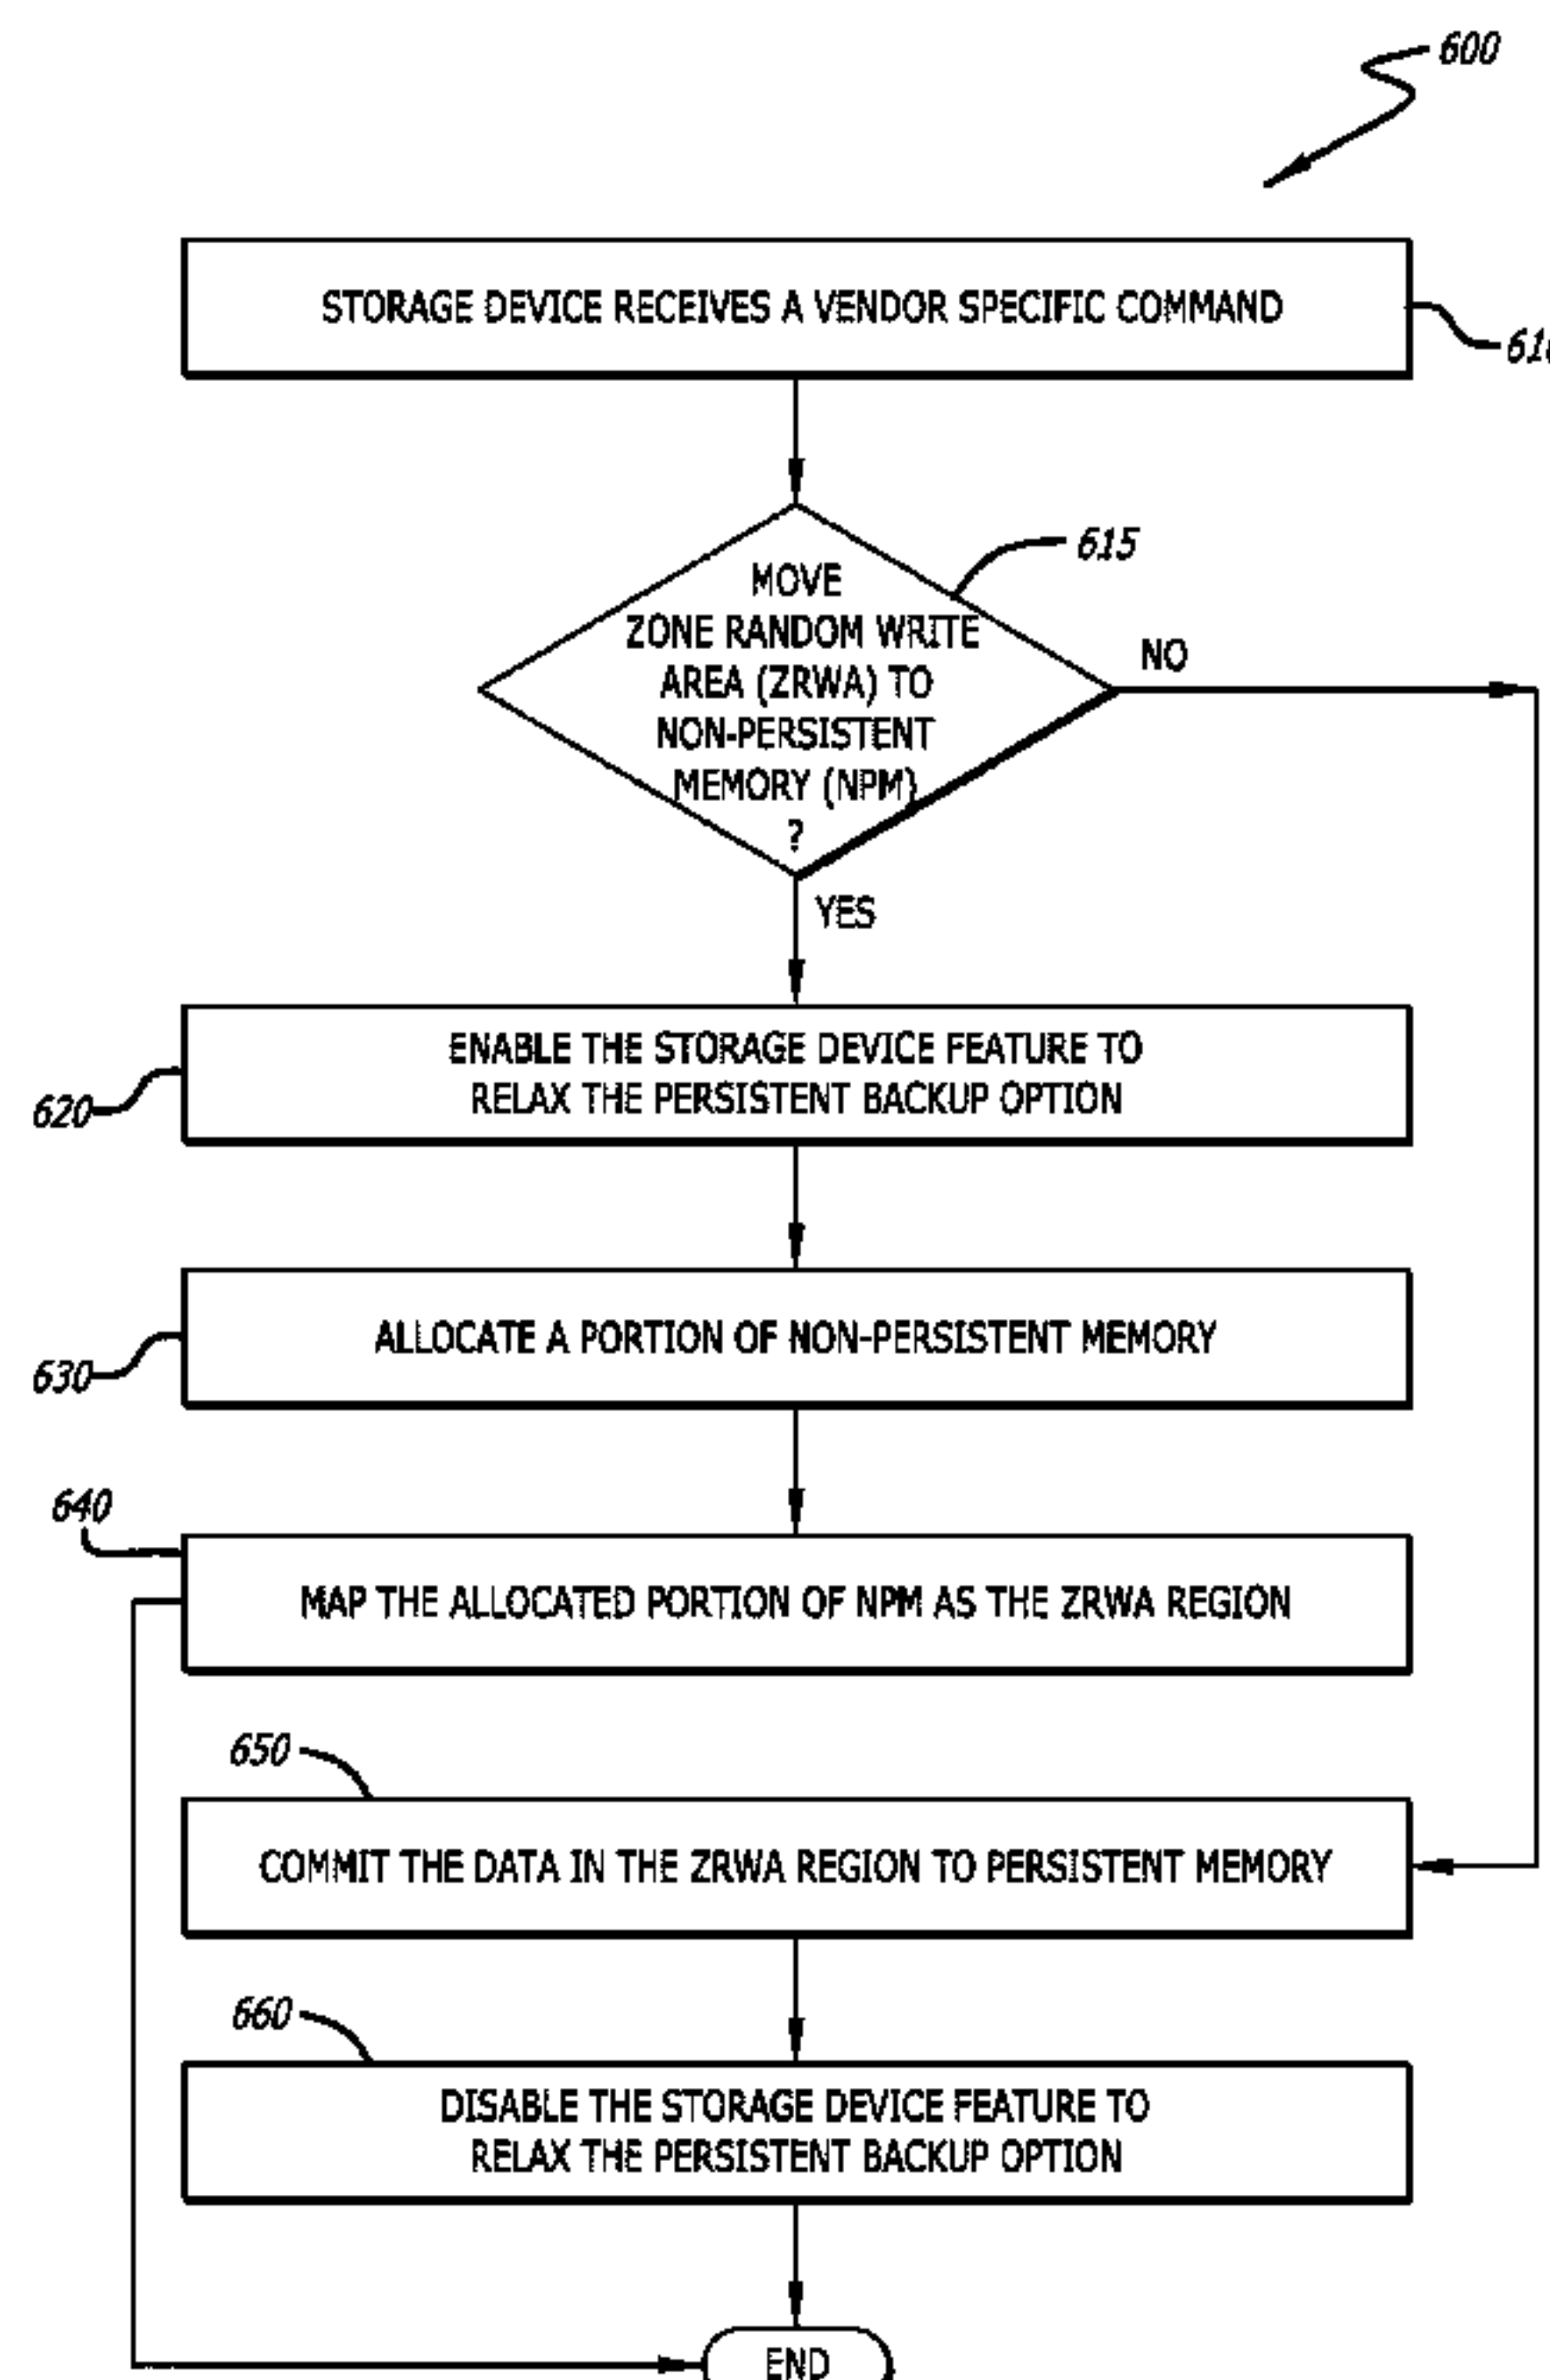 600
STORAGE DEVICE RECEIVES A VENDOR SPECIFIC COMMAND
615
MOVE
ZONE RANDOM WRITE
AREA (ZRWA) TO
NON-PERSISTENT
MEMORY (NPM)
?
NO
YES
ENABLE THE STORAGE DEVICE FEATURE TO
RELAX THE PERSISTENT BACKUP OPTION
620
ALLOCATE A PORTION OF NON-PERSISTENT MEMORY
630
640
MAP THE ALLOCATED PORTION OF NPM AS THE ZRWA REGION
650
COMMIT THE DATA IN THE ZRWA REGION TO PERSISTENT MEMORY
660
DISABLE THE STORAGE DEVICE FEATURE TO
RELAX THE PERSISTENT BACKUP OPTION
END